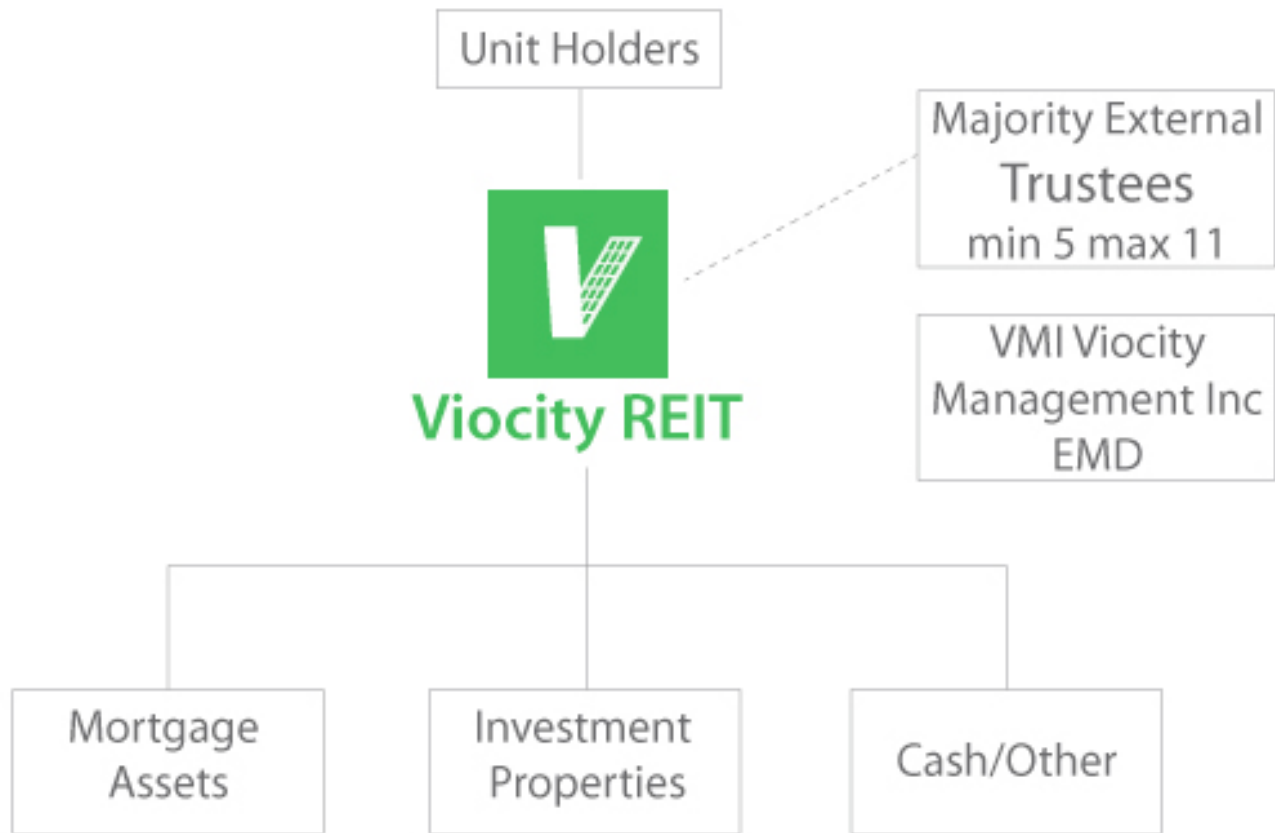 Unit Holders
Majority External
Trustees
min 5 max 11
VMI Viocity
Management Inc
EMD
V
Viocity REIT
Mortgage
Assets
Investment
Properties
Cash/Other